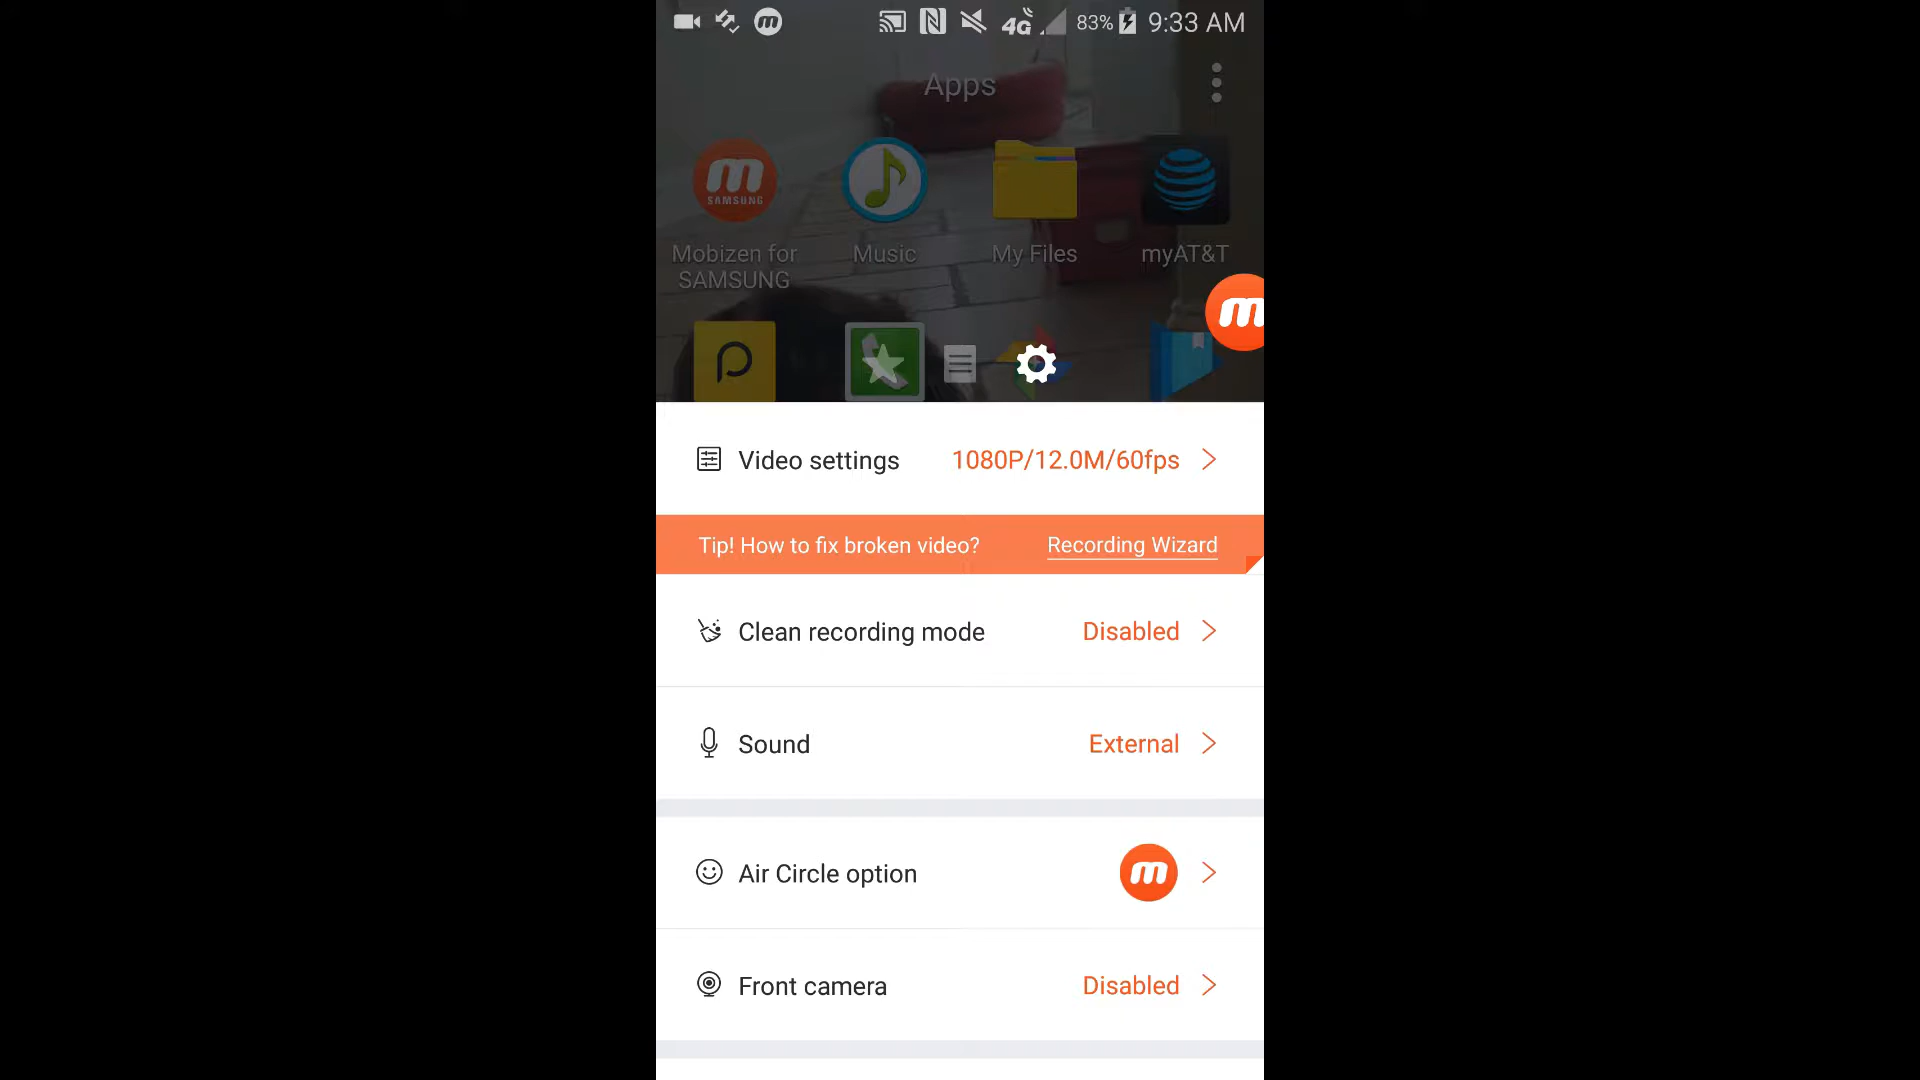 4G 83% 9:33 AM
Apps
m
SAMSUNG
Mobizen for
SAMSUNG
Music
My Files
myAT&T
m
Video settings 1080P/12.0M/60fps
Tip! How to fix broken video? Recording Wizard
Clean recording mode Disabled
Sound External
Air Circle option m
Front camera Disabled